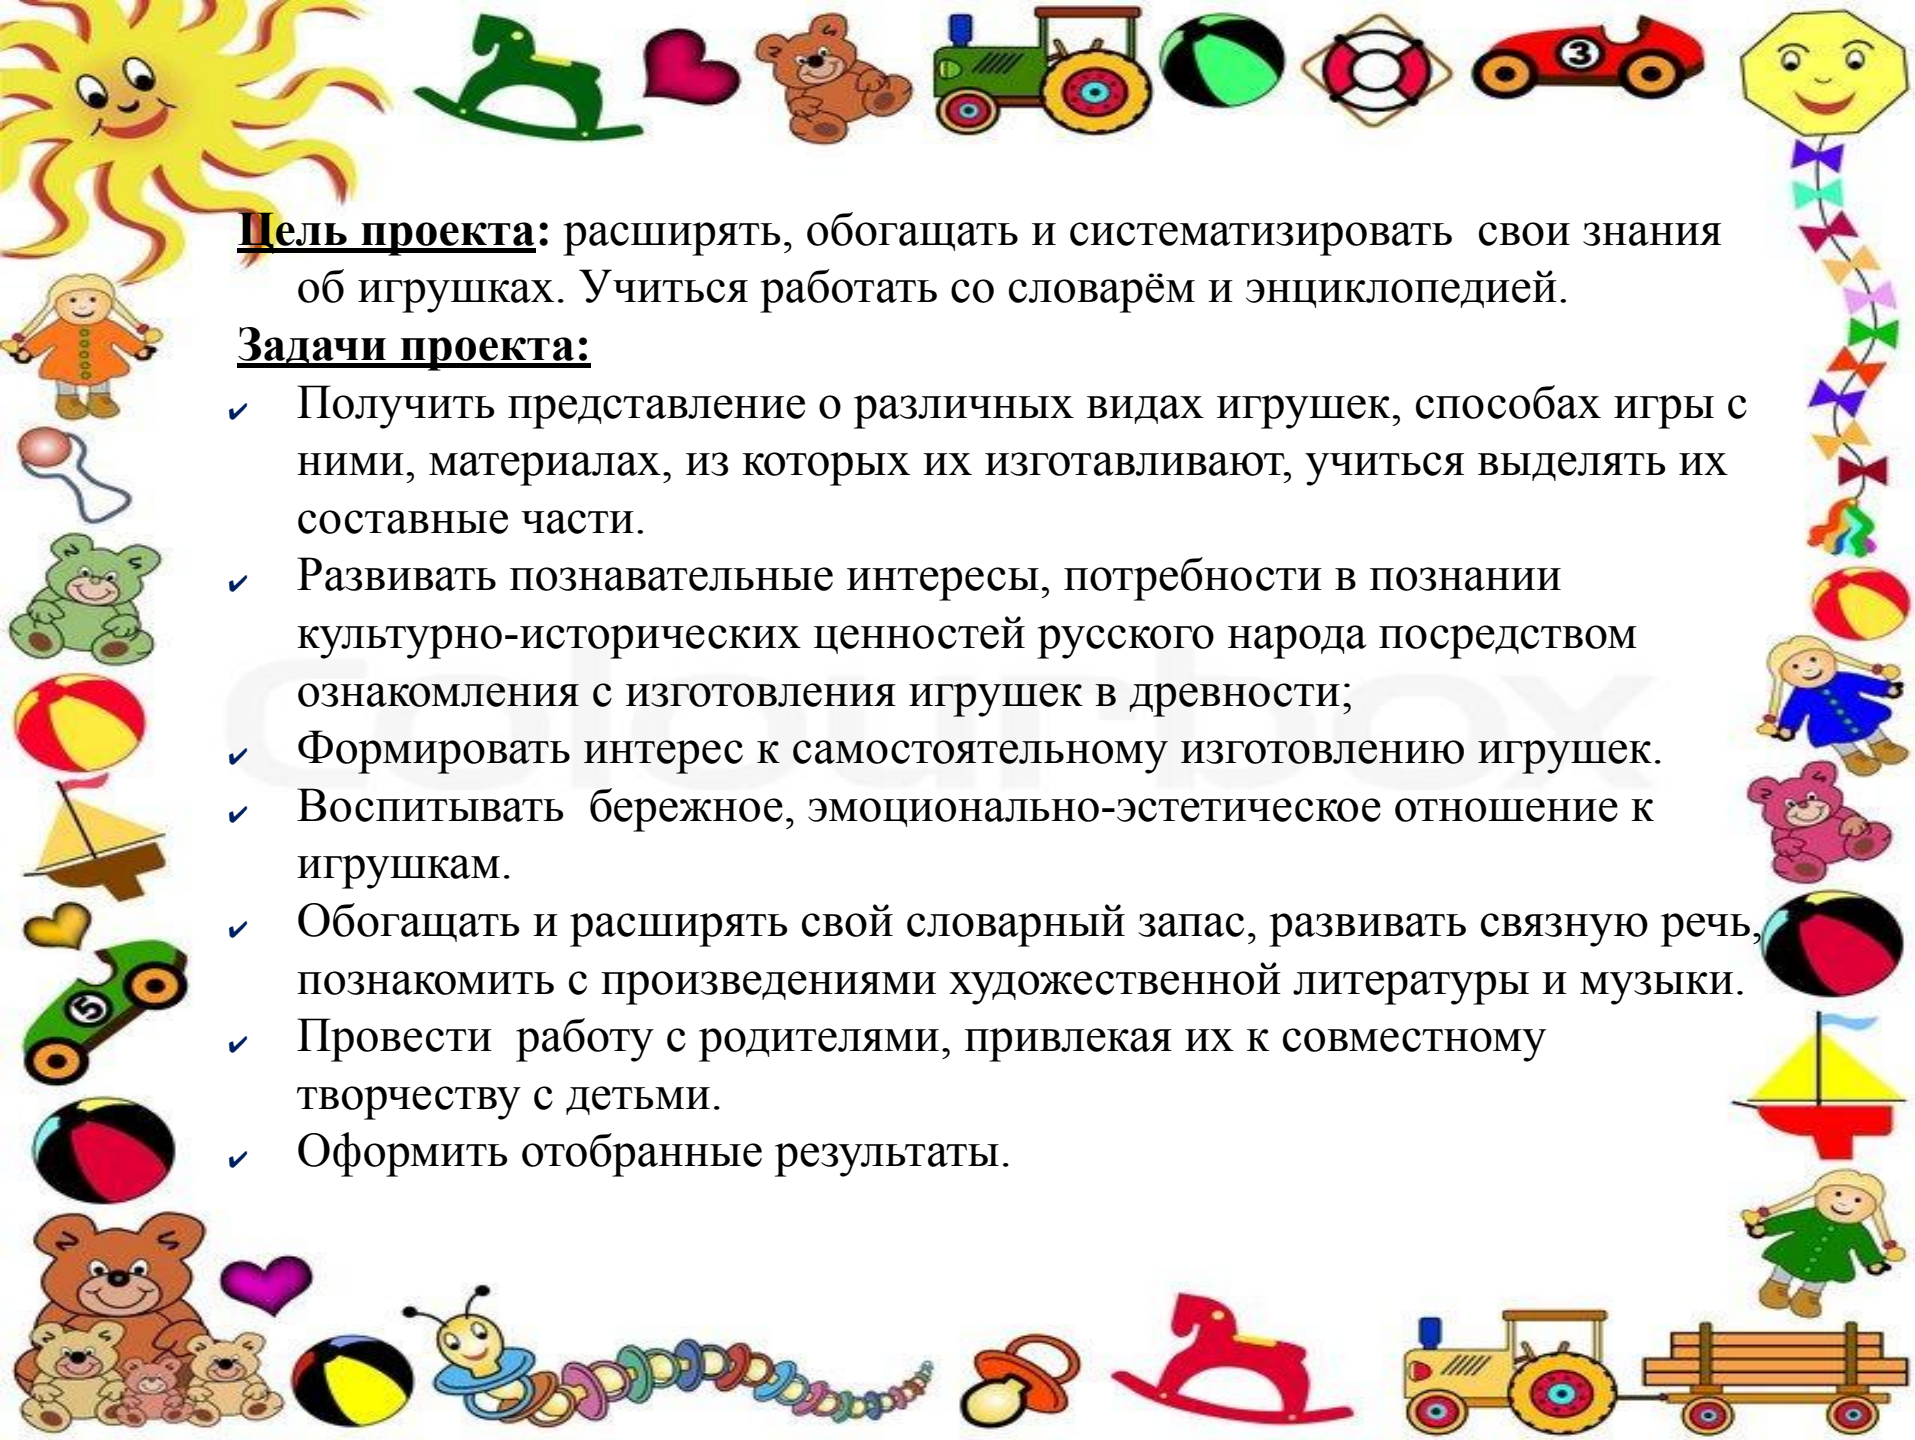 3
Цель проекта: расширять, обогащать и систематизировать  свои знания
об игрушках. Учиться работать со словарём и энциклопедией.
Задачи проекта:
✔ Получить представление о различных видах игрушек, способах игры с
ними, материалах, из которых их изготавливают, учиться выделять их
составные части.
✔ Развивать познавательные интересы, потребности в познании
культурно-исторических ценностей русского народа посредством
ознакомления с изготовления игрушек в древности;
✔ Формировать интерес к самостоятельному изготовлению игрушек.
✔ Воспитывать  бережное, эмоционально-эстетическое отношение к
игрушкам.
✔ Обогащать и расширять свой словарный запас, развивать связную речь,
познакомить с произведениями художественной литературы и музыки.
✔ Провести  работу с родителями, привлекая их к совместному
творчеству с детьми.
✔ Оформить отобранные результаты.
5
colourbox